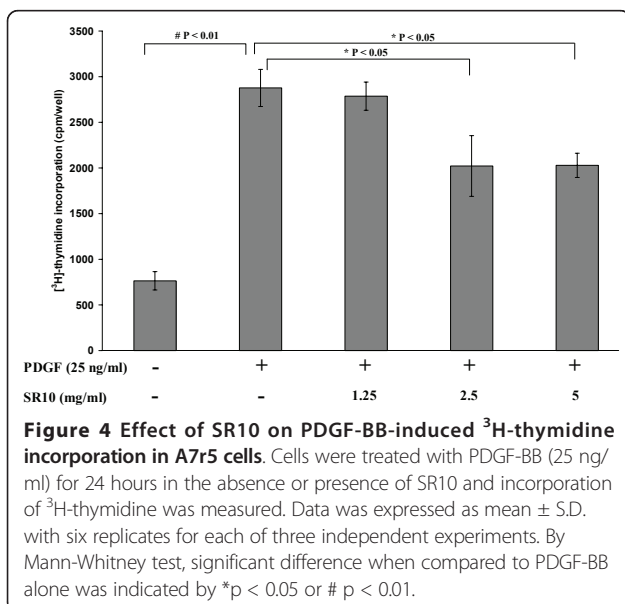 # P < 0.01
* P < 0.05
* P < 0.05
[³H]-thymidine incorporation (cpm/well)
3500
3000
2500
2000
1500
1000
500
0
PDGF (25 ng/ml) - + + + +
SR10 (mg/ml) - - 1.25 2.5 5
Figure 4 Effect of SR10 on PDGF-BB-induced ³H-thymidine
incorporation in A7r5 cells. Cells were treated with PDGF-BB (25 ng/
ml) for 24 hours in the absence or presence of SR10 and incorporation
of ³H-thymidine was measured. Data was expressed as mean ± S.D.
with six replicates for each of three independent experiments. By
Mann-Whitney test, significant difference when compared to PDGF-BB
alone was indicated by *p < 0.05 or # p < 0.01.